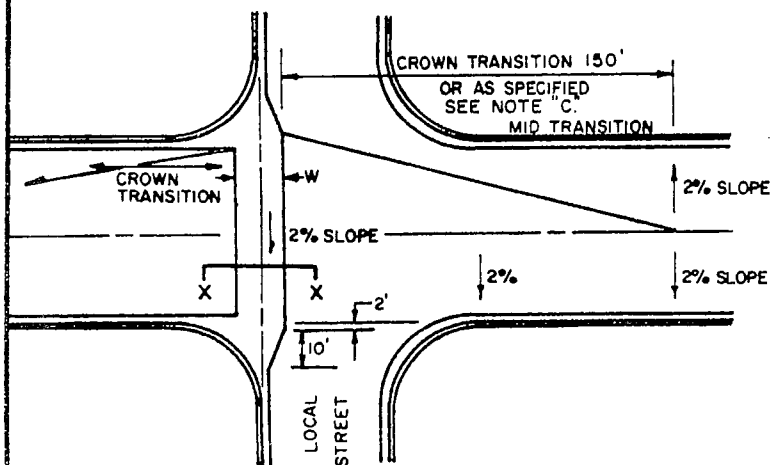 CROWN TRANSITION 150'
OR AS SPECIFIED
SEE NOTE "C."
MID TRANSITION
CROWN
TRANSITION
W
2% SLOPE
2% SLOPE
X X
2%
2% SLOPE
2'
10'
LOCAL
STREET